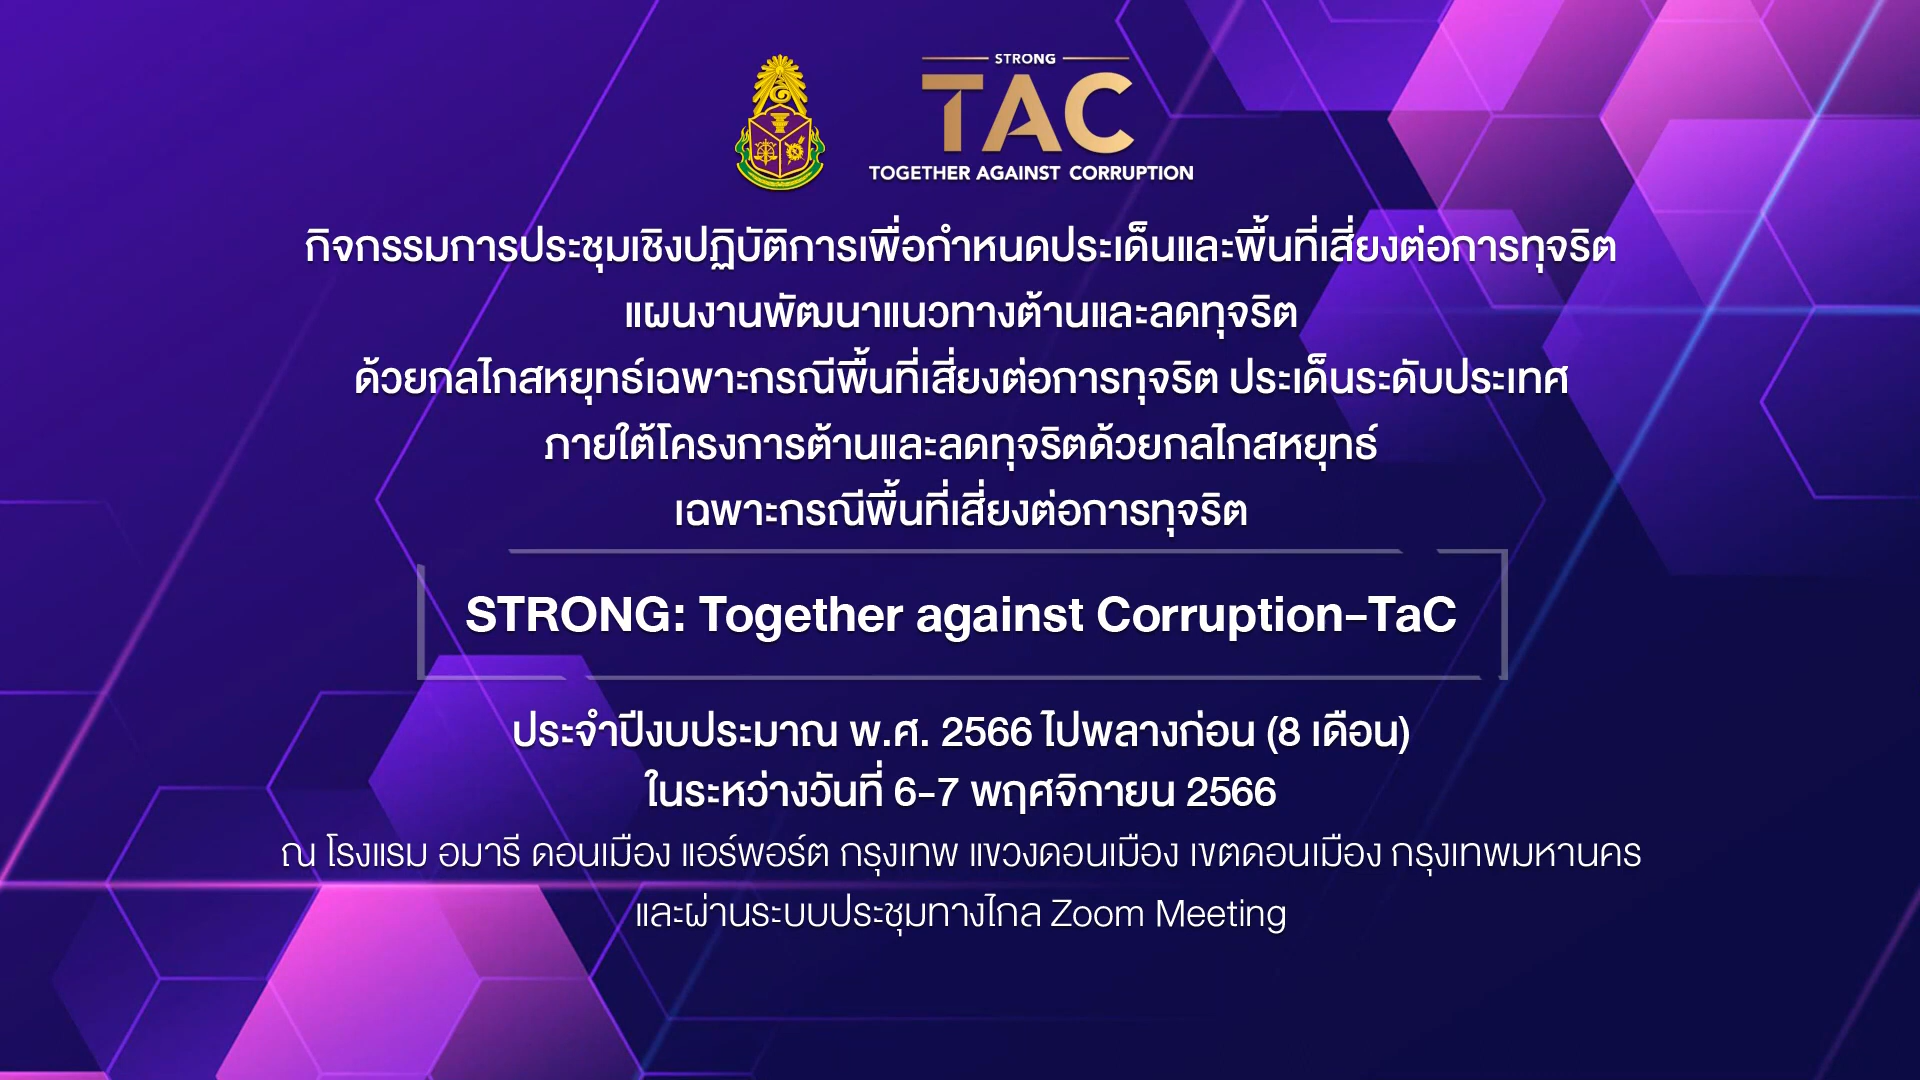 STRONG
TAC
TOGETHER AGAINST CORRUPTION
กิจกรรมการประชุมเชิงปฏิบัติการเพื่อกำหนดประเด็นและพื้นที่เสี่ยงต่อการทุจริต
แผนงานพัฒนาแนวทางต้านและลดทุจริต
ด้วยกลไกสหยุทธ์เฉพาะกรณีพื้นที่เสี่ยงต่อการทุจริต ประเด็นระดับประเทศ
ภายใต้โครงการต้านและลดทุจริตด้วยกลไกสหยุทธ์
เฉพาะกรณีพื้นที่เสี่ยงต่อการทุจริต
STRONG: Together against Corruption-TaC
ประจำปีงบประมาณ พ.ศ. 2566 ไปพลางก่อน (8 เดือน)
ในระหว่างวันที่ 6-7 พฤศจิกายน 2566
ณ โรงแรม อมารี ดอนเมือง แอร์พอร์ต กรุงเทพ แขวงดอนเมือง เขตดอนเมือง กรุงเทพมหานคร
และผ่านระบบประชุมทางไกล Zoom Meeting